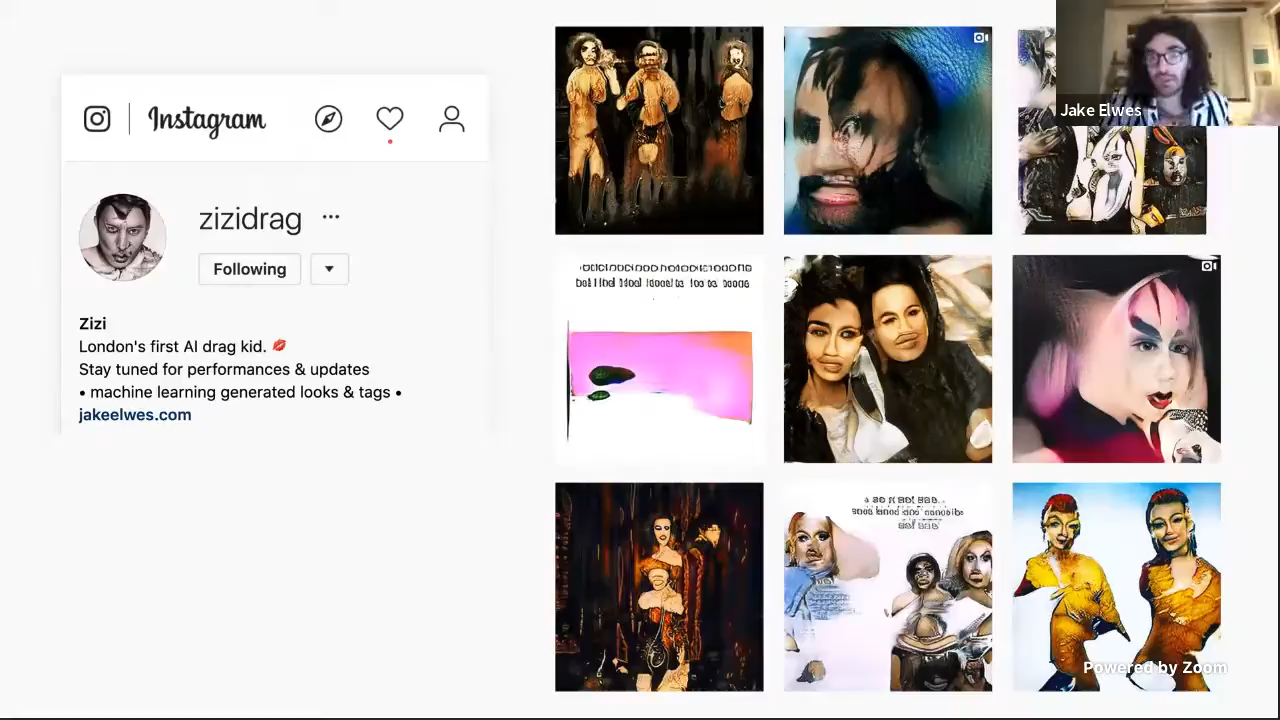 Instagram
zizidrag ...
Following
Zizi
London's first AI drag kid. 💋
Stay tuned for performances & updates
• machine learning generated looks & tags •
jakeelwes.com
Jake Elwes
Powered by Zoom